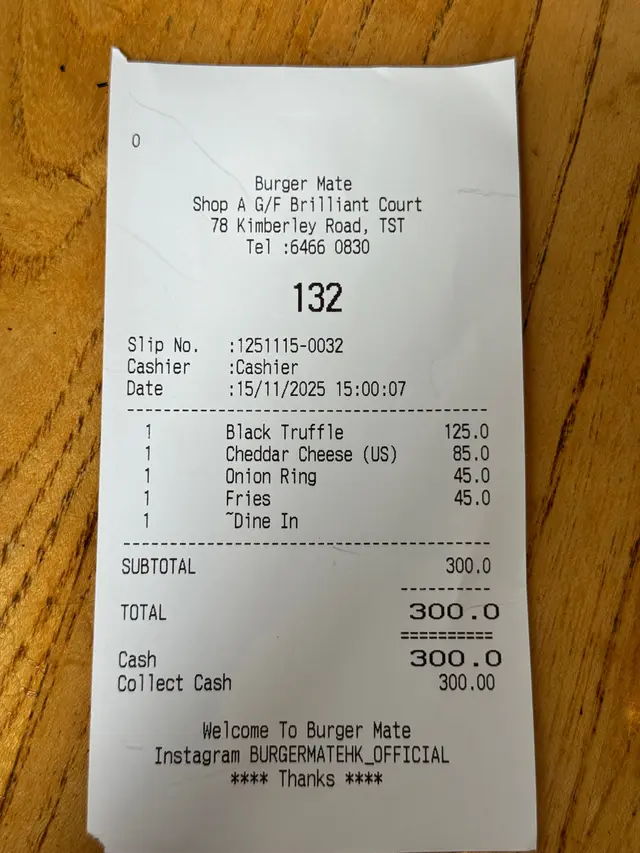 0
Burger Mate
Shop A G/F Brilliant Court
78 Kimberley Road, TST
Tel :6466 0830
132
Slip No. :1251115-0032
Cashier :Cashier
Date :15/11/2025 15:00:07
--------------------------------
1 Black Truffle 125.0
1 Cheddar Cheese (US) 85.0
1 Onion Ring 45.0
1 Fries 45.0
1 ~Dine In
--------------------------------
SUBTOTAL 300.0
----------
TOTAL 300.0
==========
Cash 300.0
Collect Cash 300.00
Welcome To Burger Mate
Instagram BURGERMATEHK_OFFICIAL
**** Thanks ****